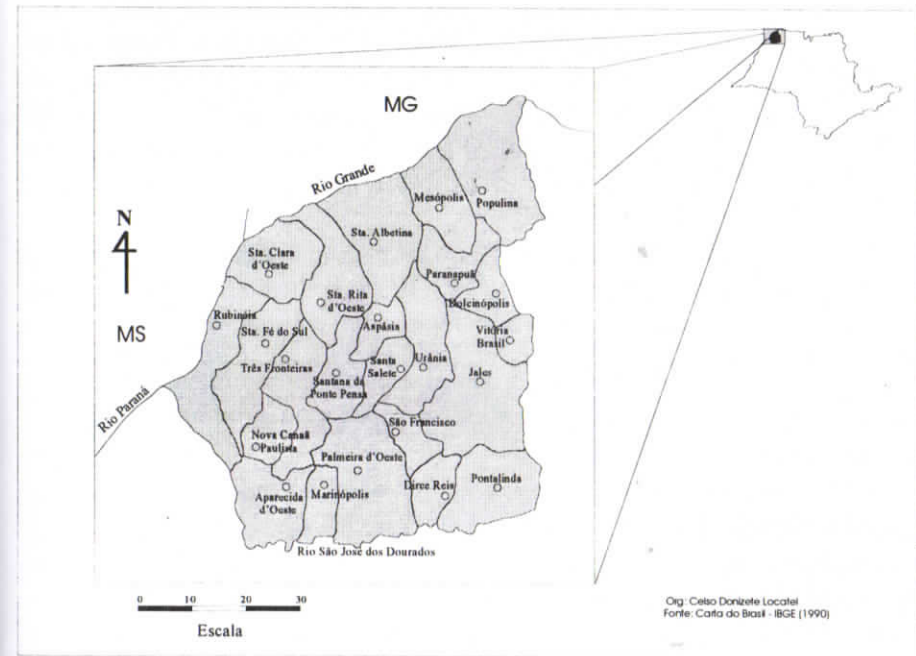 MG
Rio Grande
Mesópolis
Populina
N
Sta. Albetina
Sta. Clara
d'Oeste
Paranapuã
Dolcinópolis
Sta. Rita
d'Oeste
Rubinéia
Aspásia
MS
Sta. Fé do Sul
Vitória
Brasil
Três Fronteiras
Santa
Salete
Urânia
Jales
Santana da
Ponte Pensa
Rio Paraná
São Francisco
Nova Canaã
Paulista
Palmeira d'Oeste
Aparecida
d'Oeste
Marinópolis
Dirce Reis
Pontalinda
Rio São José dos Dourados
0 10 20 30
Escala
Org: Celso Donizete Locatel
Fonte: Carta do Brasil - IBGE (1990)